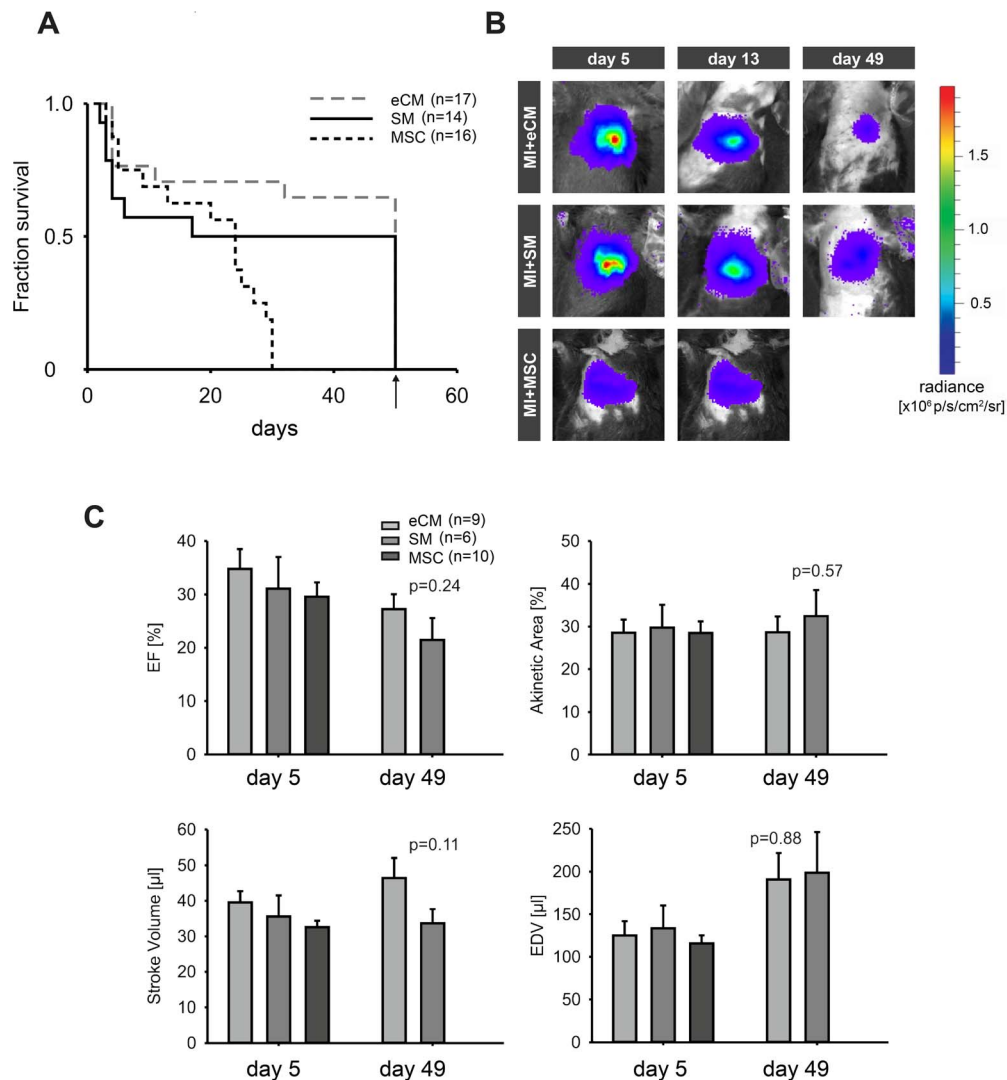 A
1.0
0.5
0
Fraction survival
eCM (n=17)
SM (n=14)
MSC (n=16)
0 20 40 60
days
B
day 5 day 13 day 49
MI+eCM
MI+SM
MI+MSC
1.5
1.0
0.5
radiance
[x10⁶ p/s/cm²/sr]
C
eCM (n=9)
SM (n=6)
MSC (n=10)
40
30
20
10
0
EF [%]
p=0.24
day 5 day 49
50
40
30
20
10
0
Akinetic Area [%]
p=0.57
day 5 day 49
60
50
40
30
20
10
0
Stroke Volume [µl]
p=0.11
day 5 day 49
250
200
150
100
50
0
EDV [µl]
p=0.88
day 5 day 49